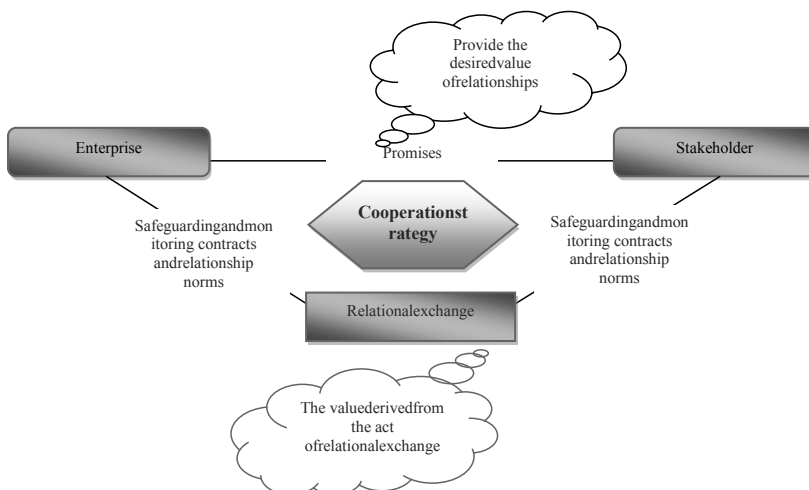 Provide the
desiredvalue
ofrelationships
Enterprise
Promises
Stakeholder
Cooperationst
rategy
Safeguardingandmon
itoring contracts
andrelationship
norms
Safeguardingandmon
itoring contracts
andrelationship
norms
Relationalexchange
The valuederivedfrom
the act
ofrelationalexchange